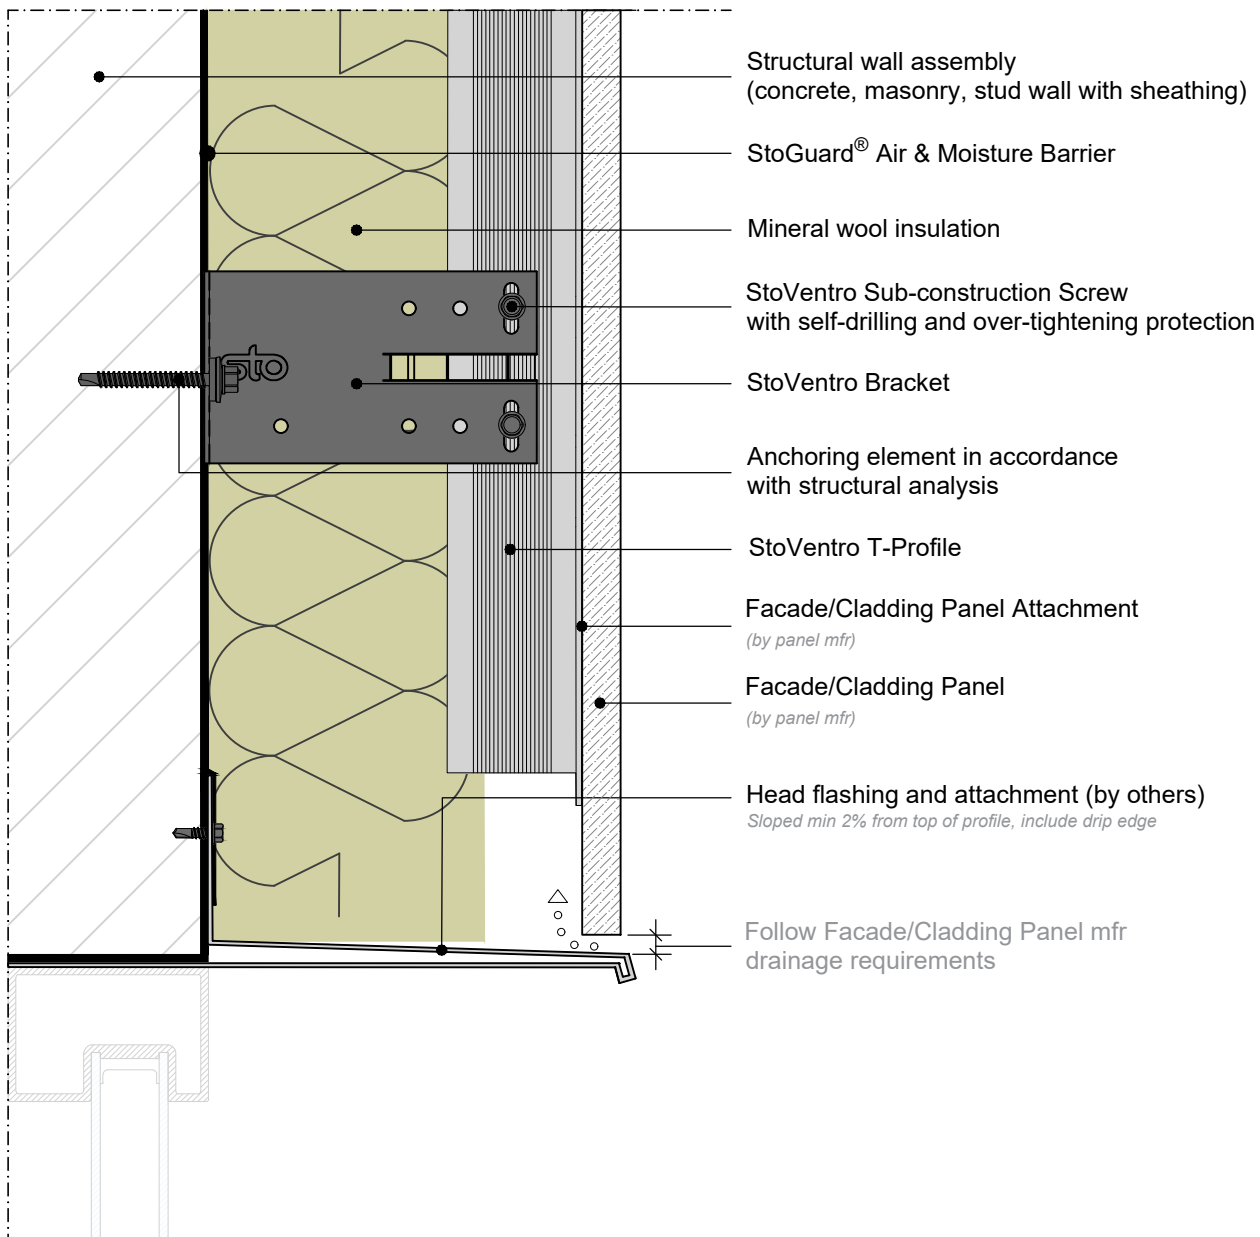 Structural wall assembly
(concrete, masonry, stud wall with sheathing)
StoGuard® Air & Moisture Barrier
Mineral wool insulation
StoVentro Sub-construction Screw
with self-drilling and over-tightening protection
sto
StoVentro Bracket
Anchoring element in accordance
with structural analysis
StoVentro T-Profile
Facade/Cladding Panel Attachment
(by panel mfr)
Facade/Cladding Panel
(by panel mfr)
Head flashing and attachment (by others)
Sloped min 2% from top of profile, include drip edge
Follow Facade/Cladding Panel mfr
drainage requirements